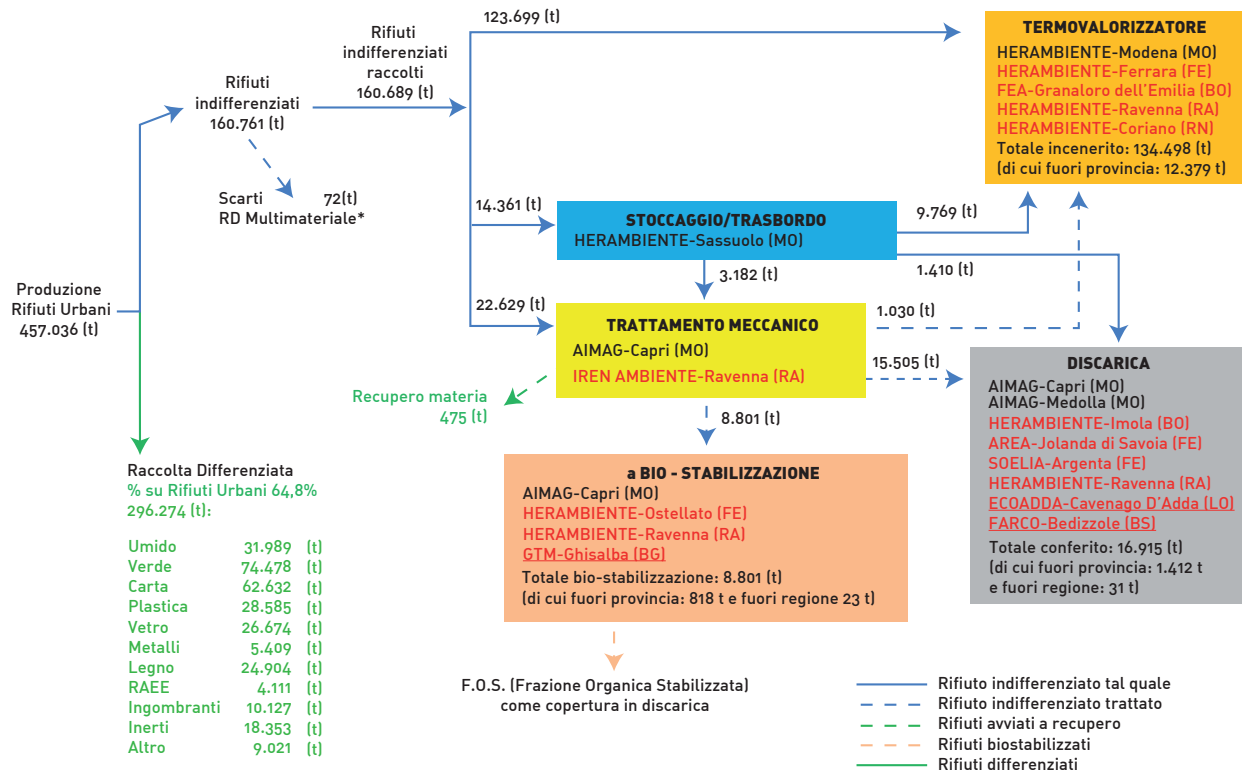 123.699 (t)
Rifiuti
indifferenziati
raccolti
160.689 (t)
Rifiuti
indifferenziati
160.761 (t)
Scarti 72(t)
RD Multimateriale*
Produzione
Rifiuti Urbani
457.036 (t)
TERMOVALORIZZATORE
HERAMBIENTE-Modena (MO)
HERAMBIENTE-Ferrara (FE)
FEA-Granaloro dell'Emilia (BO)
HERAMBIENTE-Ravenna (RA)
HERAMBIENTE-Coriano (RN)
Totale incenerito: 134.498 (t)
(di cui fuori provincia: 12.379 t)
14.361 (t)
STOCCAGGIO/TRASBORDO
HERAMBIENTE-Sassuolo (MO)
9.769 (t)
1.410 (t)
3.182 (t)
22.629 (t)
TRATTAMENTO MECCANICO
AIMAG-Capri (MO)
IREN AMBIENTE-Ravenna (RA)
1.030 (t)
15.505 (t)
Recupero materia
475 (t)
8.801 (t)
DISCARICA
AIMAG-Capri (MO)
AIMAG-Medolla (MO)
HERAMBIENTE-Imola (BO)
AREA-Jolanda di Savoia (FE)
SOELIA-Argenta (FE)
HERAMBIENTE-Ravenna (RA)
ECOADDA-Cavenago D'Adda (LO)
FARCO-Bedizzole (BS)
Totale conferito: 16.915 (t)
(di cui fuori provincia: 1.412 t
e fuori regione: 31 t)
a BIO - STABILIZZAZIONE
AIMAG-Capri (MO)
HERAMBIENTE-Ostellato (FE)
HERAMBIENTE-Ravenna (RA)
GTM-Ghisalba (BG)
Totale bio-stabilizzazione: 8.801 (t)
(di cui fuori provincia: 818 t e fuori regione 23 t)
F.O.S. (Frazione Organica Stabilizzata)
come copertura in discarica
Raccolta Differenziata
% su Rifiuti Urbani 64,8%
296.274 (t):
Umido 31.989 (t)
Verde 74.478 (t)
Carta 62.632 (t)
Plastica 28.585 (t)
Vetro 26.674 (t)
Metalli 5.409 (t)
Legno 24.904 (t)
RAEE 4.111 (t)
Ingombranti 10.127 (t)
Inerti 18.353 (t)
Altro 9.021 (t)
Rifiuto indifferenziato tal quale
Rifiuto indifferenziato trattato
Rifiuti avviati a recupero
Rifiuti biostabilizzati
Rifiuti differenziati